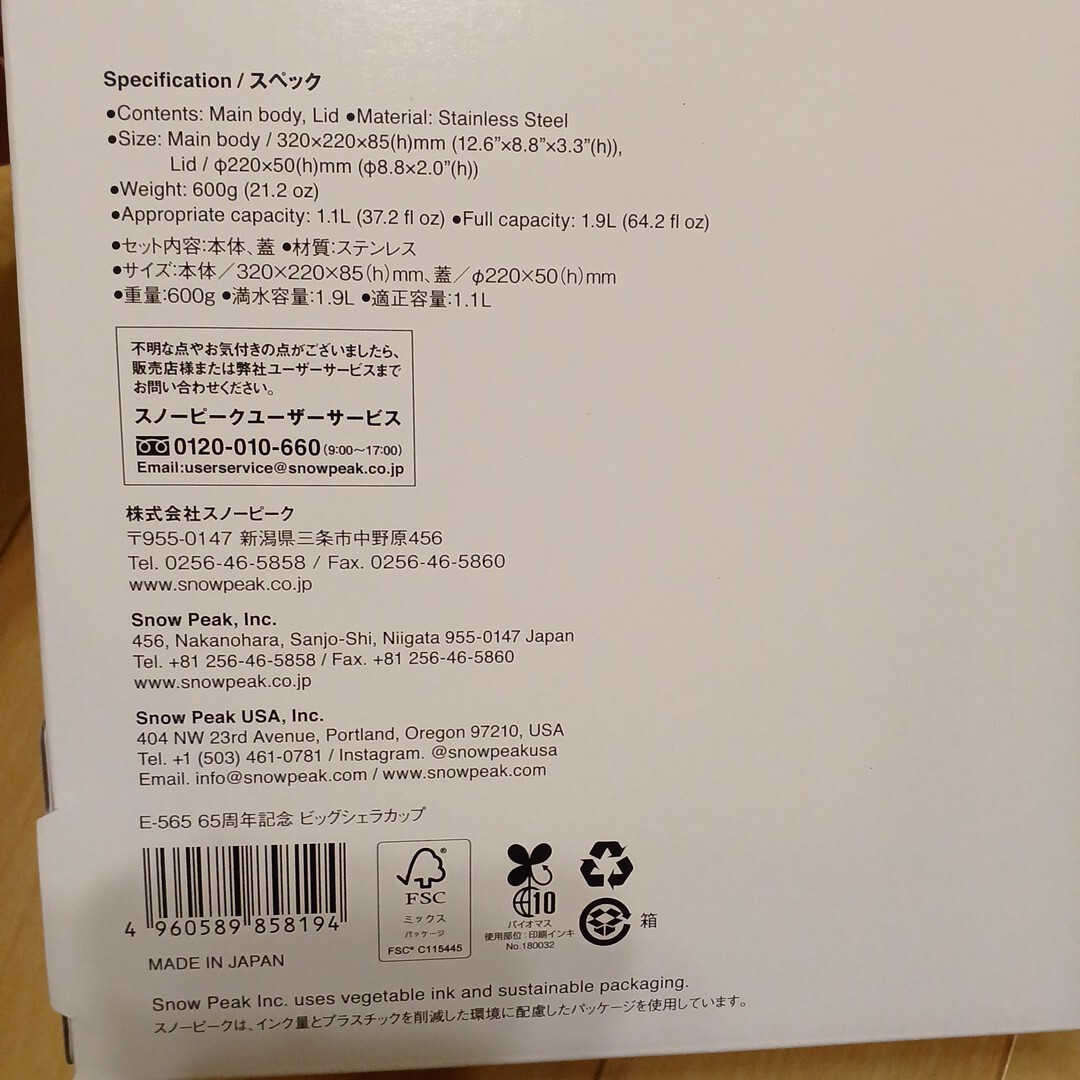 Specification / スペック
●Contents: Main body, Lid ●Material: Stainless Steel
●Size: Main body / 320×220×85(h)mm (12.6”×8.8”×3.3”(h)),
Lid / φ220×50(h)mm (φ8.8×2.0”(h))
●Weight: 600g (21.2 oz)
●Appropriate capacity: 1.1L (37.2 fl oz) ●Full capacity: 1.9L (64.2 fl oz)
●セット内容:本体、蓋 ●材質:ステンレス
●サイズ:本体／320×220×85(h)mm、蓋／φ220×50(h)mm
●重量:600g ●満水容量:1.9L ●適正容量:1.1L
不明な点やお気付きの点がございましたら、
販売店様または弊社ユーザーサービスまで
お問い合わせください。
スノーピークユーザーサービス
0120-010-660(9:00〜17:00)
Email:userservice@snowpeak.co.jp
株式会社スノーピーク
〒955-0147 新潟県三条市中野原456
Tel. 0256-46-5858 / Fax. 0256-46-5860
www.snowpeak.co.jp
Snow Peak, Inc.
456, Nakanohara, Sanjo-Shi, Niigata 955-0147 Japan
Tel. +81 256-46-5858 / Fax. +81 256-46-5860
www.snowpeak.co.jp
Snow Peak USA, Inc.
404 NW 23rd Avenue, Portland, Oregon 97210, USA
Tel. +1 (503) 461-0781 / Instagram. @snowpeakusa
Email. info@snowpeak.com / www.snowpeak.com
E-565 65周年記念 ビッグシェラカップ
4 960589 858194
MADE IN JAPAN
®
FSC
ミックス
パッケージ
FSC® C115445
10
バイオマス
使用部位:印刷インキ
No.180032
箱
Snow Peak Inc. uses vegetable ink and sustainable packaging.
スノーピークは、インク量とプラスチックを削減した環境に配慮したパッケージを使用しています。